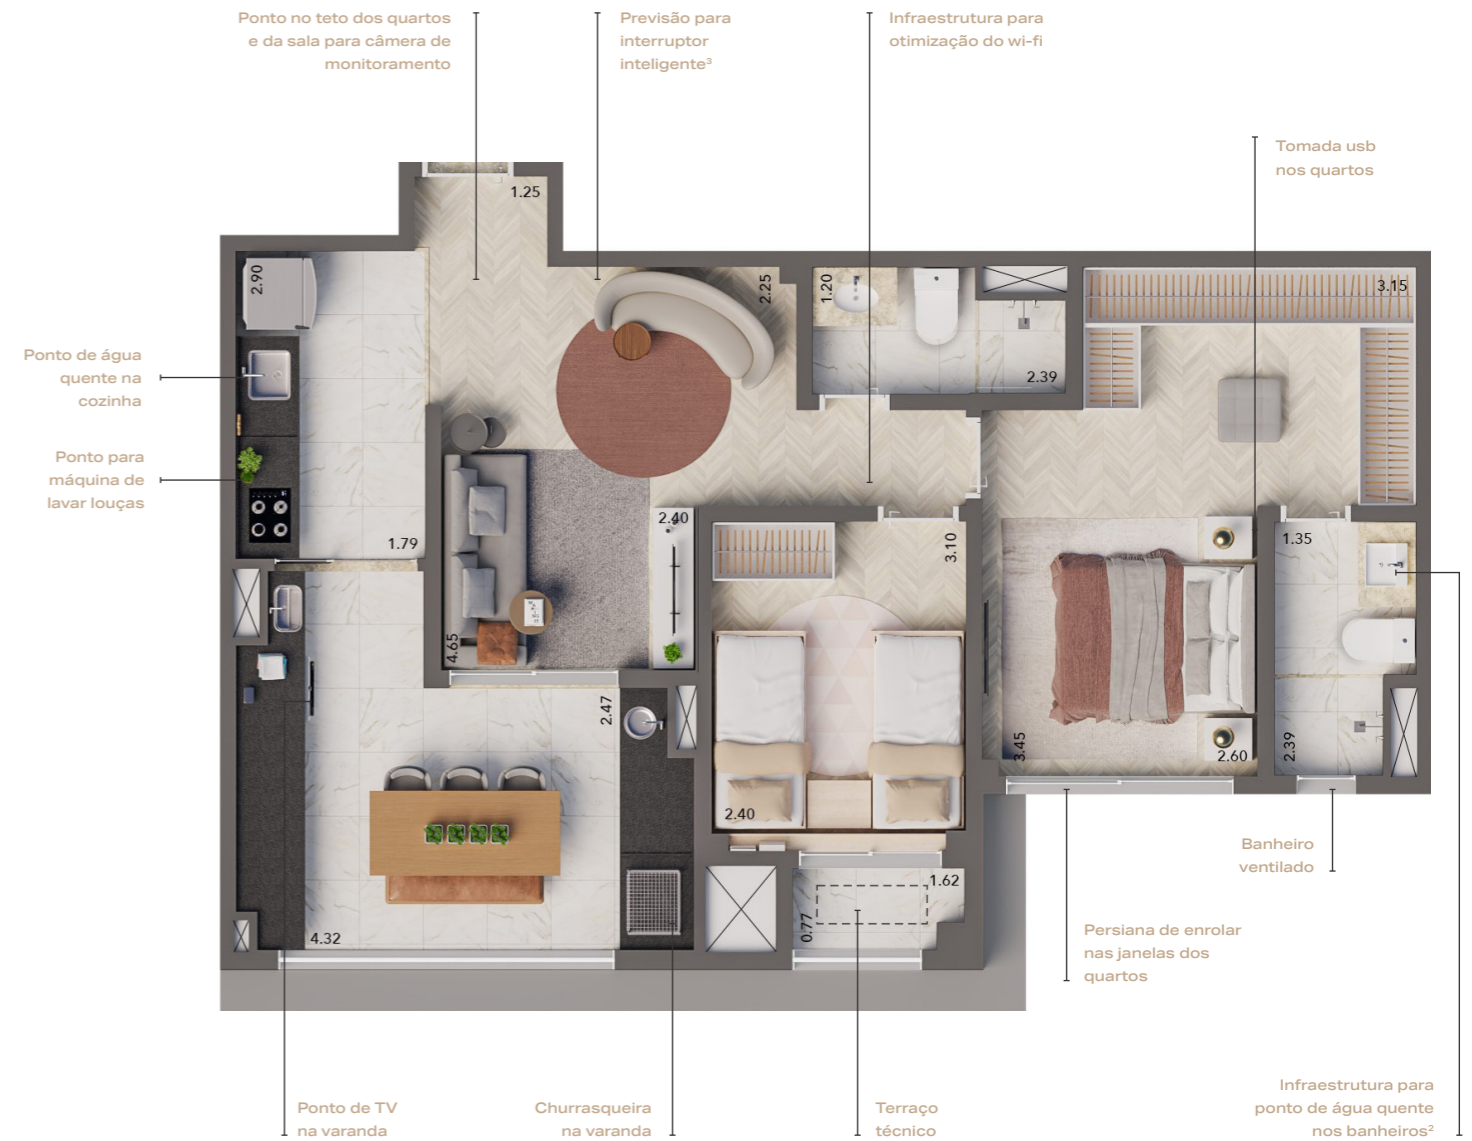 Ponto no teto dos quartos
e da sala para câmera de
monitoramento
Previsão para
interruptor
inteligente³
Infraestrutura para
otimização do wi-fi
Tomada usb
nos quartos
1.25
2.90
2.25
1.20
3.15
2.39
Ponto de água
quente na
cozinha
Ponto para
máquina de
lavar louças
1.79
2.40
3.10
1.35
4.65
2.47
3.45
2.60
2.39
2.40
4.32
1.62
0.77
Banheiro
ventilado
Persiana de enrolar
nas janelas dos
quartos
Ponto de TV
na varanda
Churrasqueira
na varanda
Terraço
técnico
Infraestrutura para
ponto de água quente
nos banheiros²